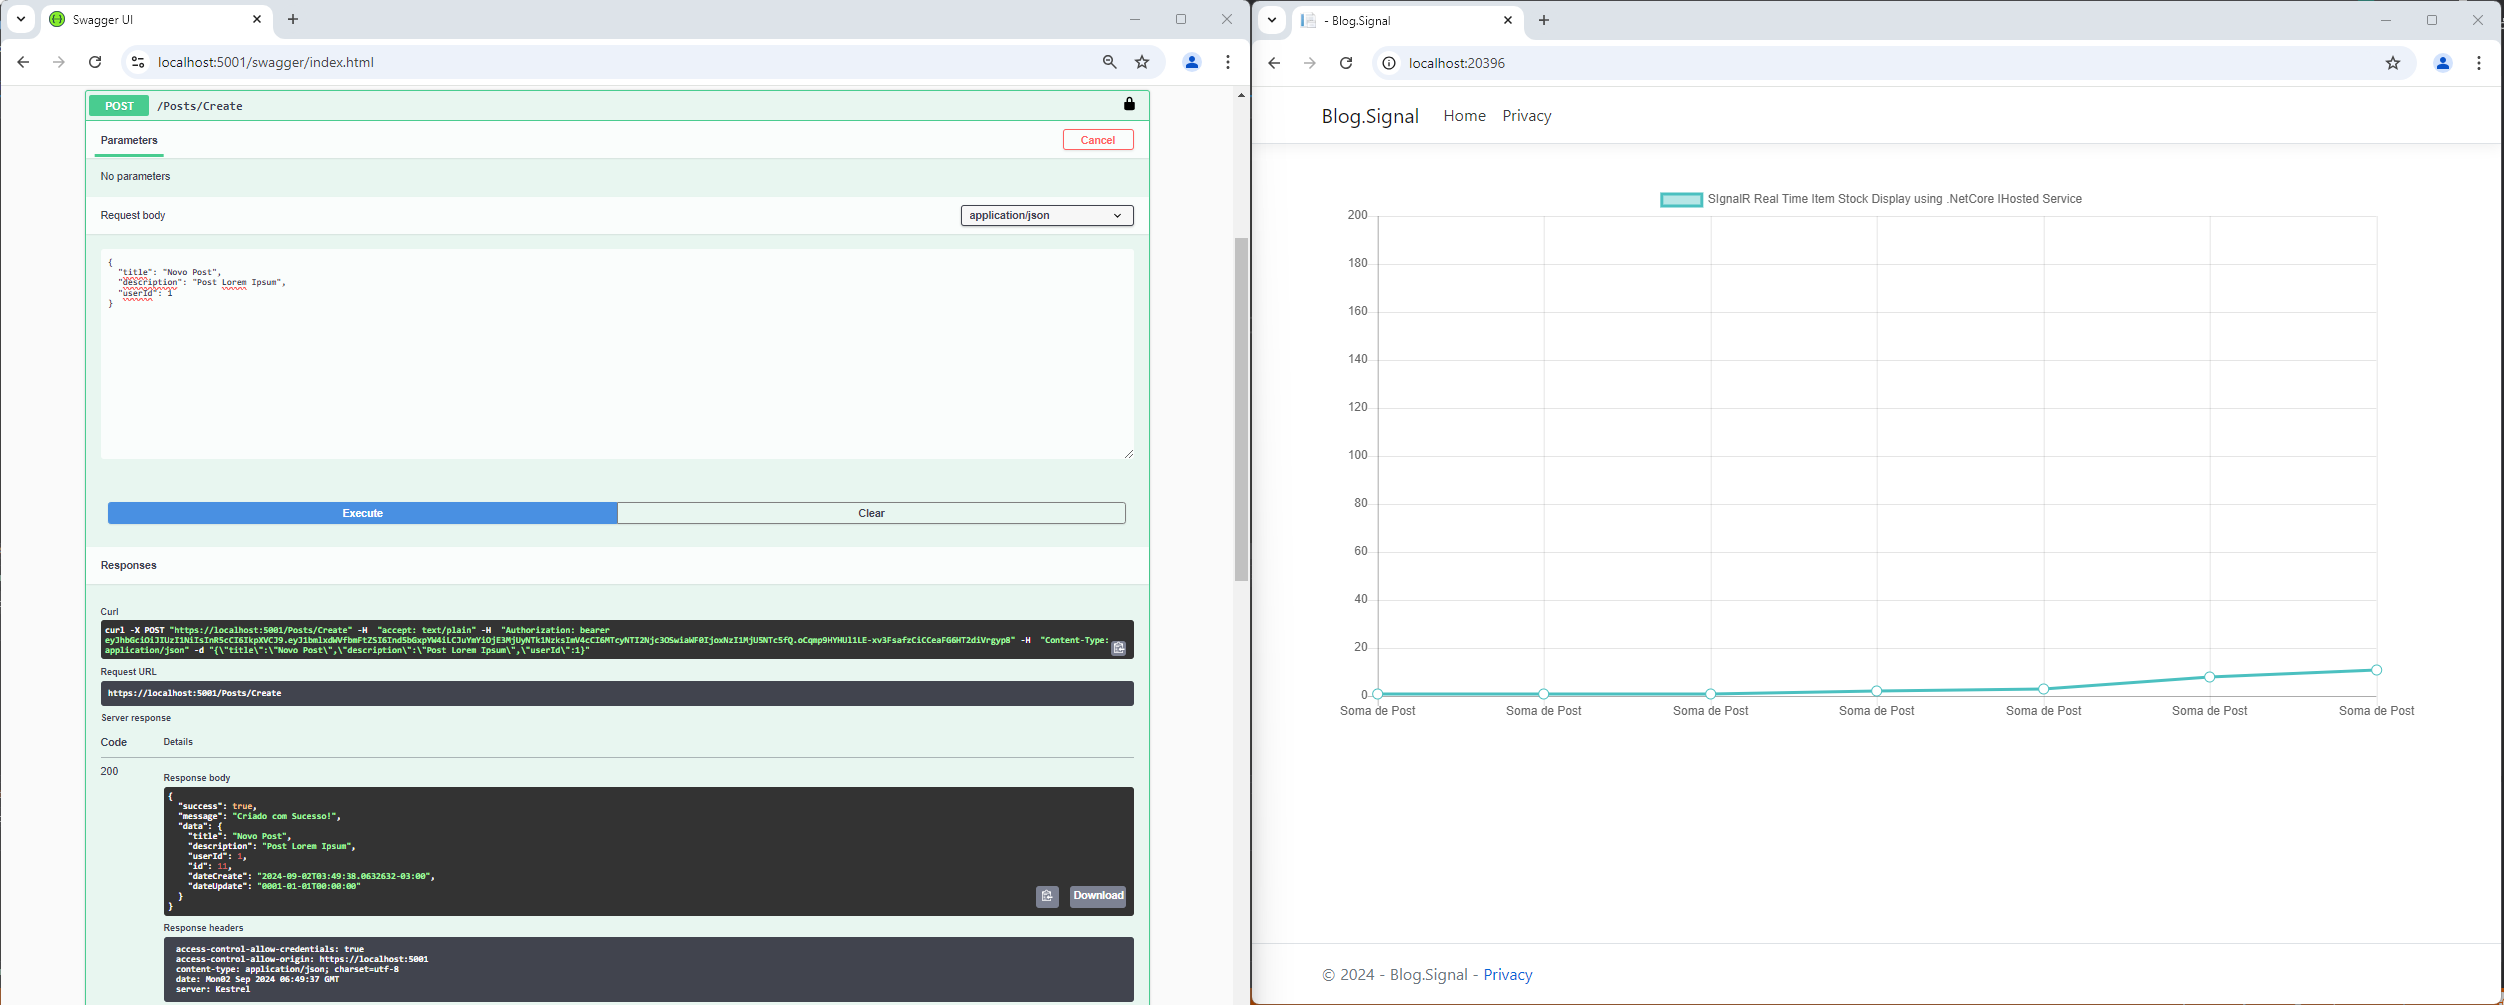 Swagger UI
localhost:5001/swagger/index.html
POST /Posts/Create
Parameters
Cancel
No parameters
Request body
application/json
{
"title": "Novo Post",
"description": "Post Lorem Ipsum",
"userId": 1
}
Execute
Clear
Responses
Curl
curl -X POST "https://localhost:5001/Posts/Create" -H  "accept: text/plain" -H  "Authorization: bearer
-H  "Content-Type:
application/json" -d "{\"title\":\"Novo Post\",\"description\":\"Post Lorem Ipsum\",\"userId\":1}"
Request URL
https://localhost:5001/Posts/Create
Server response
Code Details
200
Response body
{
"success": true,
"message": "Criado com Sucesso!",
"data": {
"title": "Novo Post",
"description": "Post Lorem Ipsum",
"userId": 1,
"id": 11,
"dateCreate": "2024-09-02T03:49:38.0632632-03:00",
"dateUpdate": "0001-01-01T00:00:00"
}
}
Download
Response headers
access-control-allow-credentials: true
access-control-allow-origin: https://localhost:5001
content-type: application/json; charset=utf-8
date: Mon02 Sep 2024 06:49:37 GMT
server: Kestrel
- Blog.Signal
localhost:20396
Blog.Signal Home Privacy
SIgnalR Real Time Item Stock Display using .NetCore IHosted Service
200
180
160
140
120
100
80
60
40
20
0
Soma de Post Soma de Post Soma de Post Soma de Post Soma de Post Soma de Post Soma de Post
© 2024 - Blog.Signal - Privacy